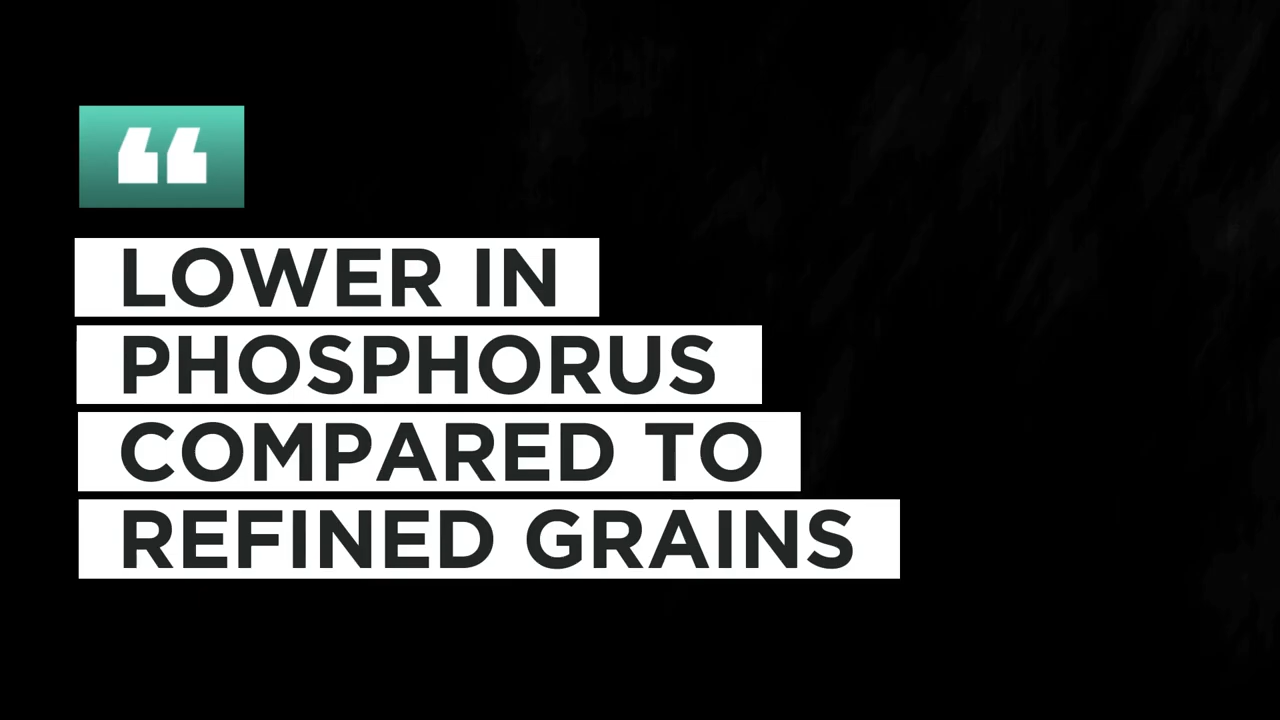 “
LOWER IN
PHOSPHORUS
COMPARED TO
REFINED GRAINS